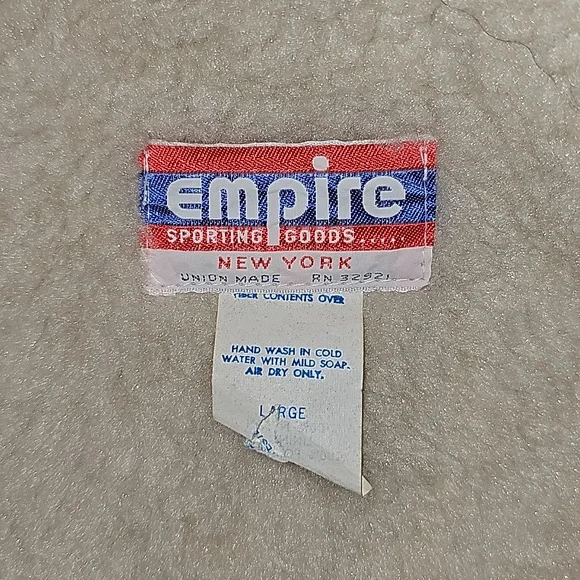 empire
SPORTING GOODS....
NEW YORK
UNION MADE RN 32921
FIBER CONTENTS OVER
HAND WASH IN COLD
WATER WITH MILD SOAP.
AIR DRY ONLY.
LARGE